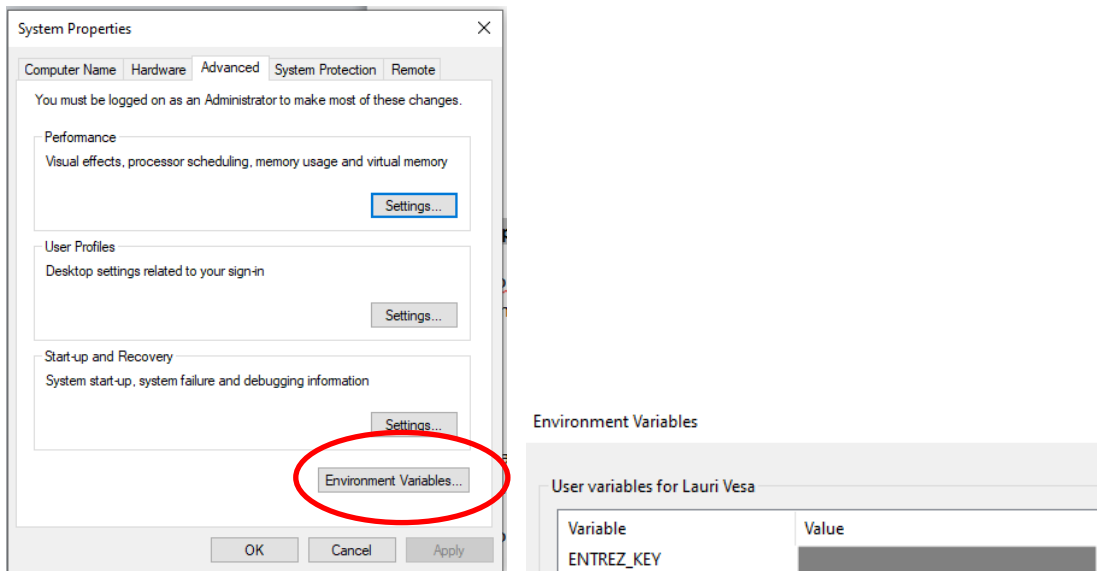 System Properties
Computer Name Hardware Advanced System Protection Remote
You must be logged on as an Administrator to make most of these changes.
Performance
Visual effects, processor scheduling, memory usage and virtual memory
Settings...
User Profiles
Desktop settings related to your sign-in
Settings...
Start-up and Recovery
System start-up, system failure and debugging information
Settings...
Environment Variables...
OK Cancel Apply
Environment Variables
User variables for Lauri Vesa
Variable Value
ENTREZ_KEY